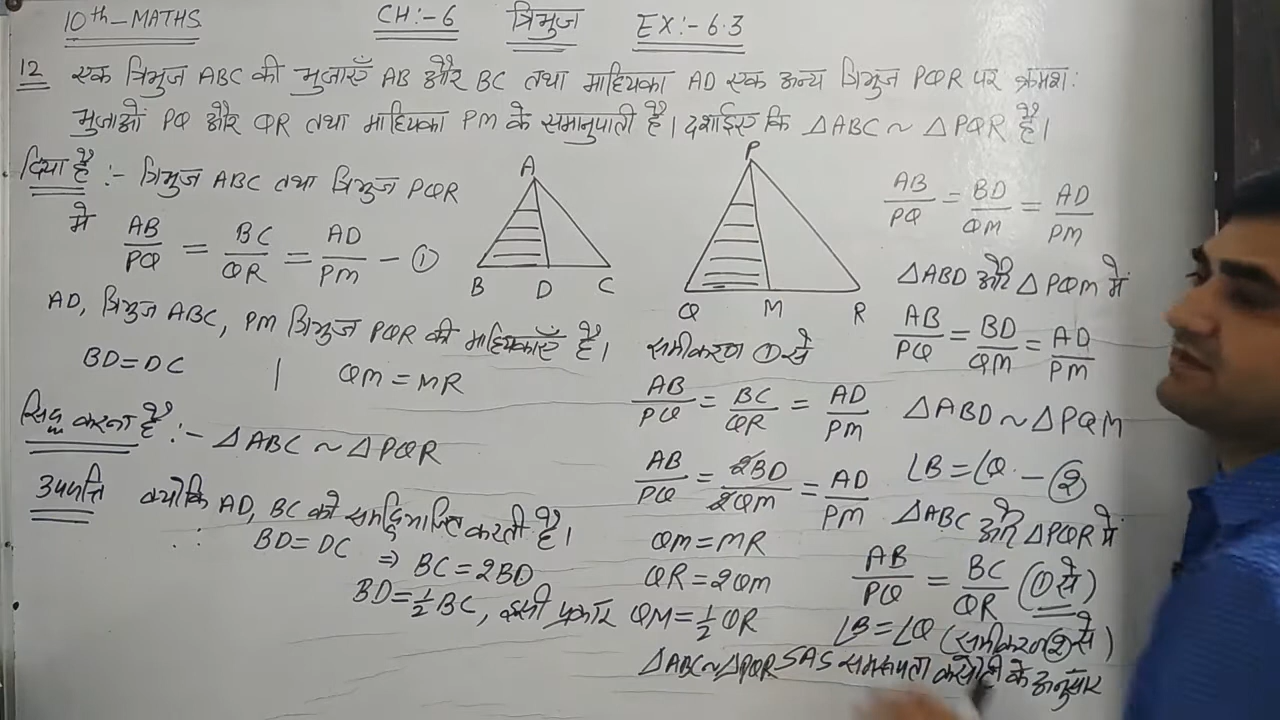 10th-MATHS CH:-6 त्रिभुज EX:-6.3
12 एक त्रिभुज ABC की भुजाएँ AB और BC तथा माध्यिका AD एक अन्य त्रिभुज PQR पर क्रमश:
भुजाओं PQ और QR तथा माध्यिका PM के समानुपाती है। दर्शाइए कि △ABC ~ △PQR है।
दिया है :- त्रिभुज ABC तथा त्रिभुज PQR
में AB/PQ = BC/QR = AD/PM - ①
AD, त्रिभुज ABC, PM त्रिभुज PQR की माध्यिकाएँ है।
BD = DC | QM = MR
सिद्ध करना है :- △ABC ~ △PQR
उपपत्ति क्योंकि AD, BC को समद्विभाजित करती है।
∴ BD = DC
⇒ BC = 2BD
BD = 1/2 BC, इसी प्रकार QM = 1/2 QR
A
B D C
P
Q M R
समीकरण ① से
AB/PQ = BC/QR = AD/PM
AB/PQ = 2BD/2QM = AD/PM
QM = MR
QR = 2QM
AB/PQ = BD/QM = AD/PM
△ABD और △PQM में
AB/PQ = BD/QM = AD/PM
△ABD ~ △PQM
∠B = ∠Q - ②
△ABC और △PQR में
AB/PQ = BC/QR (① से)
∠B = ∠Q (समीकरण ② से)
△ABC ~ △PQR SAS समरूपता कसौटी के अनुसार